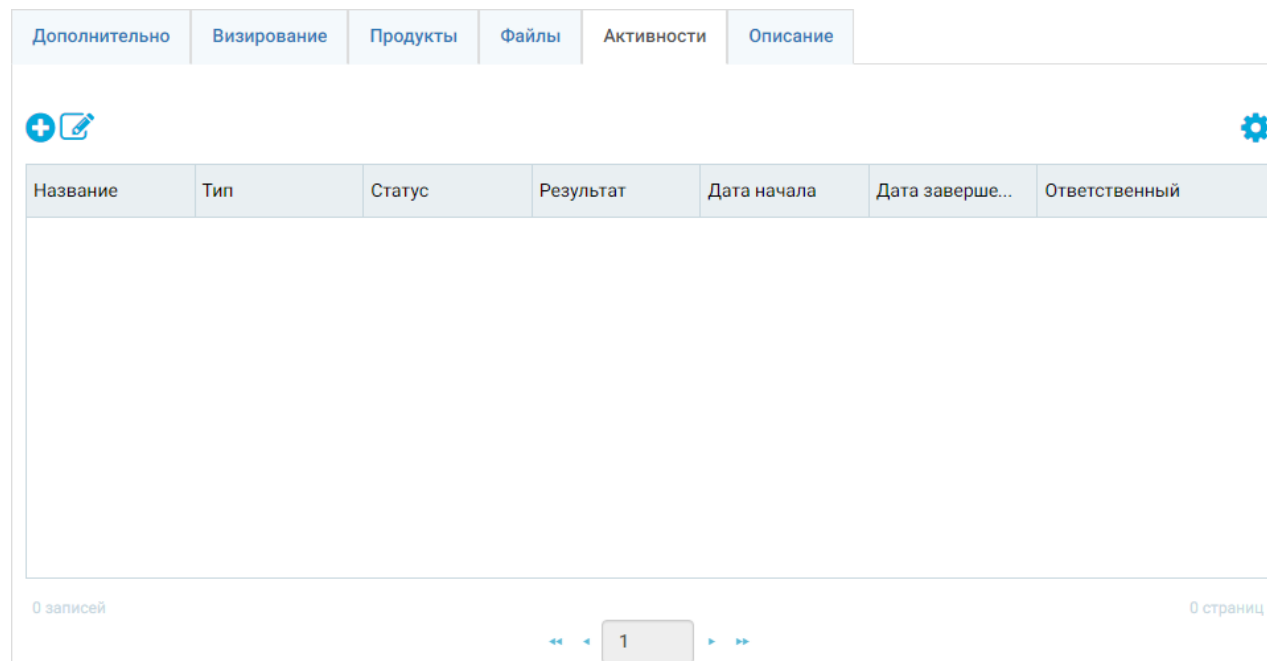 Дополнительно Визирование Продукты Файлы Активности Описание
Название Тип Статус Результат Дата начала Дата заверше... Ответственный
0 записей 0 страниц
1